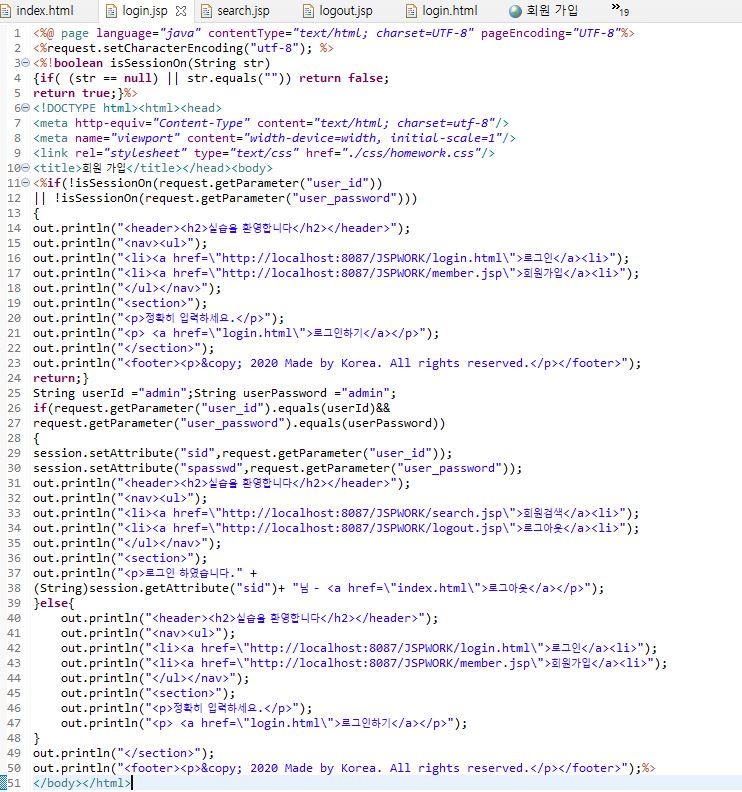 index.html login.jsp search.jsp logout.jsp login.html 회원 가입 »19
1 <%@ page language="java" contentType="text/html; charset=UTF-8" pageEncoding="UTF-8"%>
2 <%request.setCharacterEncoding("utf-8"); %>
3 <%!boolean isSessionOn(String str)
4 {if( (str == null) || str.equals("")) return false;
5 return true;}%>
6 <!DOCTYPE html><html><head>
7 <meta http-equiv="Content-Type" content="text/html; charset=utf-8"/>
8 <meta name="viewport" content="width-device=width, initial-scale=1"/>
9 <link rel="stylesheet" type="text/css" href="./css/homework.css"/>
10 <title>회원 가입</title></head><body>
11 <%if(!isSessionOn(request.getParameter("user_id"))
12 || !isSessionOn(request.getParameter("user_password")))
13 {
14 out.println("<header><h2>실습을 환영합니다</h2></header>");
15 out.println("<nav><ul>");
16 out.println("<li><a href=\"http://localhost:8087/JSPWORK/login.html\">로그인</a><li>");
17 out.println("<li><a href=\"http://localhost:8087/JSPWORK/member.jsp\">회원가입</a><li>");
18 out.println("</ul></nav>");
19 out.println("<section>");
20 out.println("<p>정확히 입력하세요.</p>");
21 out.println("<p> <a href=\"login.html\">로그인하기</a></p>");
22 out.println("</section>");
23 out.println("<footer><p>&copy; 2020 Made by Korea. All rights reserved.</p></footer>");
24 return;}
25 String userId ="admin";String userPassword ="admin";
26 if(request.getParameter("user_id").equals(userId)&&
27 request.getParameter("user_password").equals(userPassword))
28 {
29 session.setAttribute("sid",request.getParameter("user_id"));
30 session.setAttribute("spasswd",request.getParameter("user_password"));
31 out.println("<header><h2>실습을 환영합니다</h2></header>");
32 out.println("<nav><ul>");
33 out.println("<li><a href=\"http://localhost:8087/JSPWORK/search.jsp\">회원검색</a><li>");
34 out.println("<li><a href=\"http://localhost:8087/JSPWORK/logout.jsp\">로그아웃</a><li>");
35 out.println("</ul></nav>");
36 out.println("<section>");
37 out.println("<p>로그인 하였습니다." +
38 (String)session.getAttribute("sid")+ "님 - <a href=\"index.html\">로그아웃</a></p>");
39 }else{
40 out.println("<header><h2>실습을 환영합니다</h2></header>");
41 out.println("<nav><ul>");
42 out.println("<li><a href=\"http://localhost:8087/JSPWORK/login.html\">로그인</a><li>");
43 out.println("<li><a href=\"http://localhost:8087/JSPWORK/member.jsp\">회원가입</a><li>");
44 out.println("</ul></nav>");
45 out.println("<section>");
46 out.println("<p>정확히 입력하세요.</p>");
47 out.println("<p> <a href=\"login.html\">로그인하기</a></p>");
48 }
49 out.println("</section>");
50 out.println("<footer><p>&copy; 2020 Made by Korea. All rights reserved.</p></footer>");%>
51 </body></html>